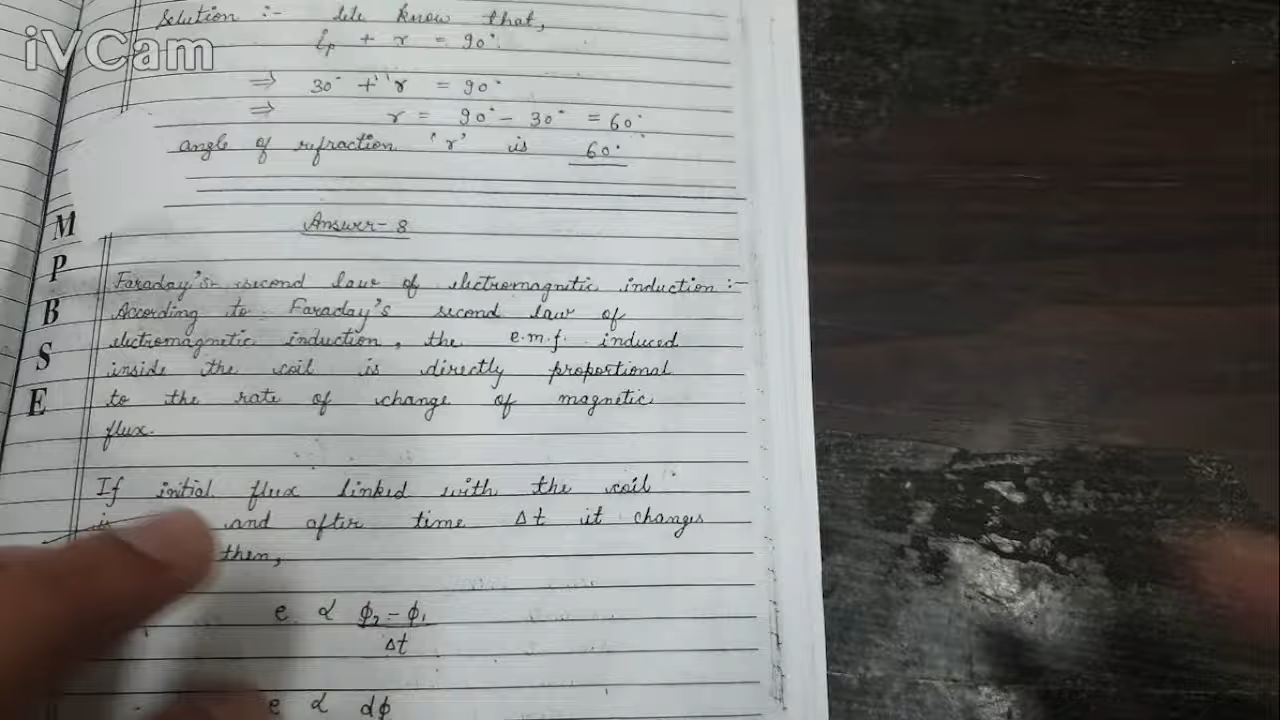 Solution :- We know that,
iVCam
ip + r = 90°
⇒ 30° + r = 90°
⇒ r = 90° - 30° = 60°
angle of refraction 'r' is 60°
Answer - 8
M
P
B
S
E
Faraday's second law of electromagnetic induction :-
According to Faraday's second law of
electromagnetic induction, the e.m.f. induced
inside the coil is directly proportional
to the rate of change of magnetic
flux.
If initial flux linked with the coil
is and after time Δt it changes
then,
e ∝ ϕ₂ - ϕ₁
Δt
e ∝ dϕ